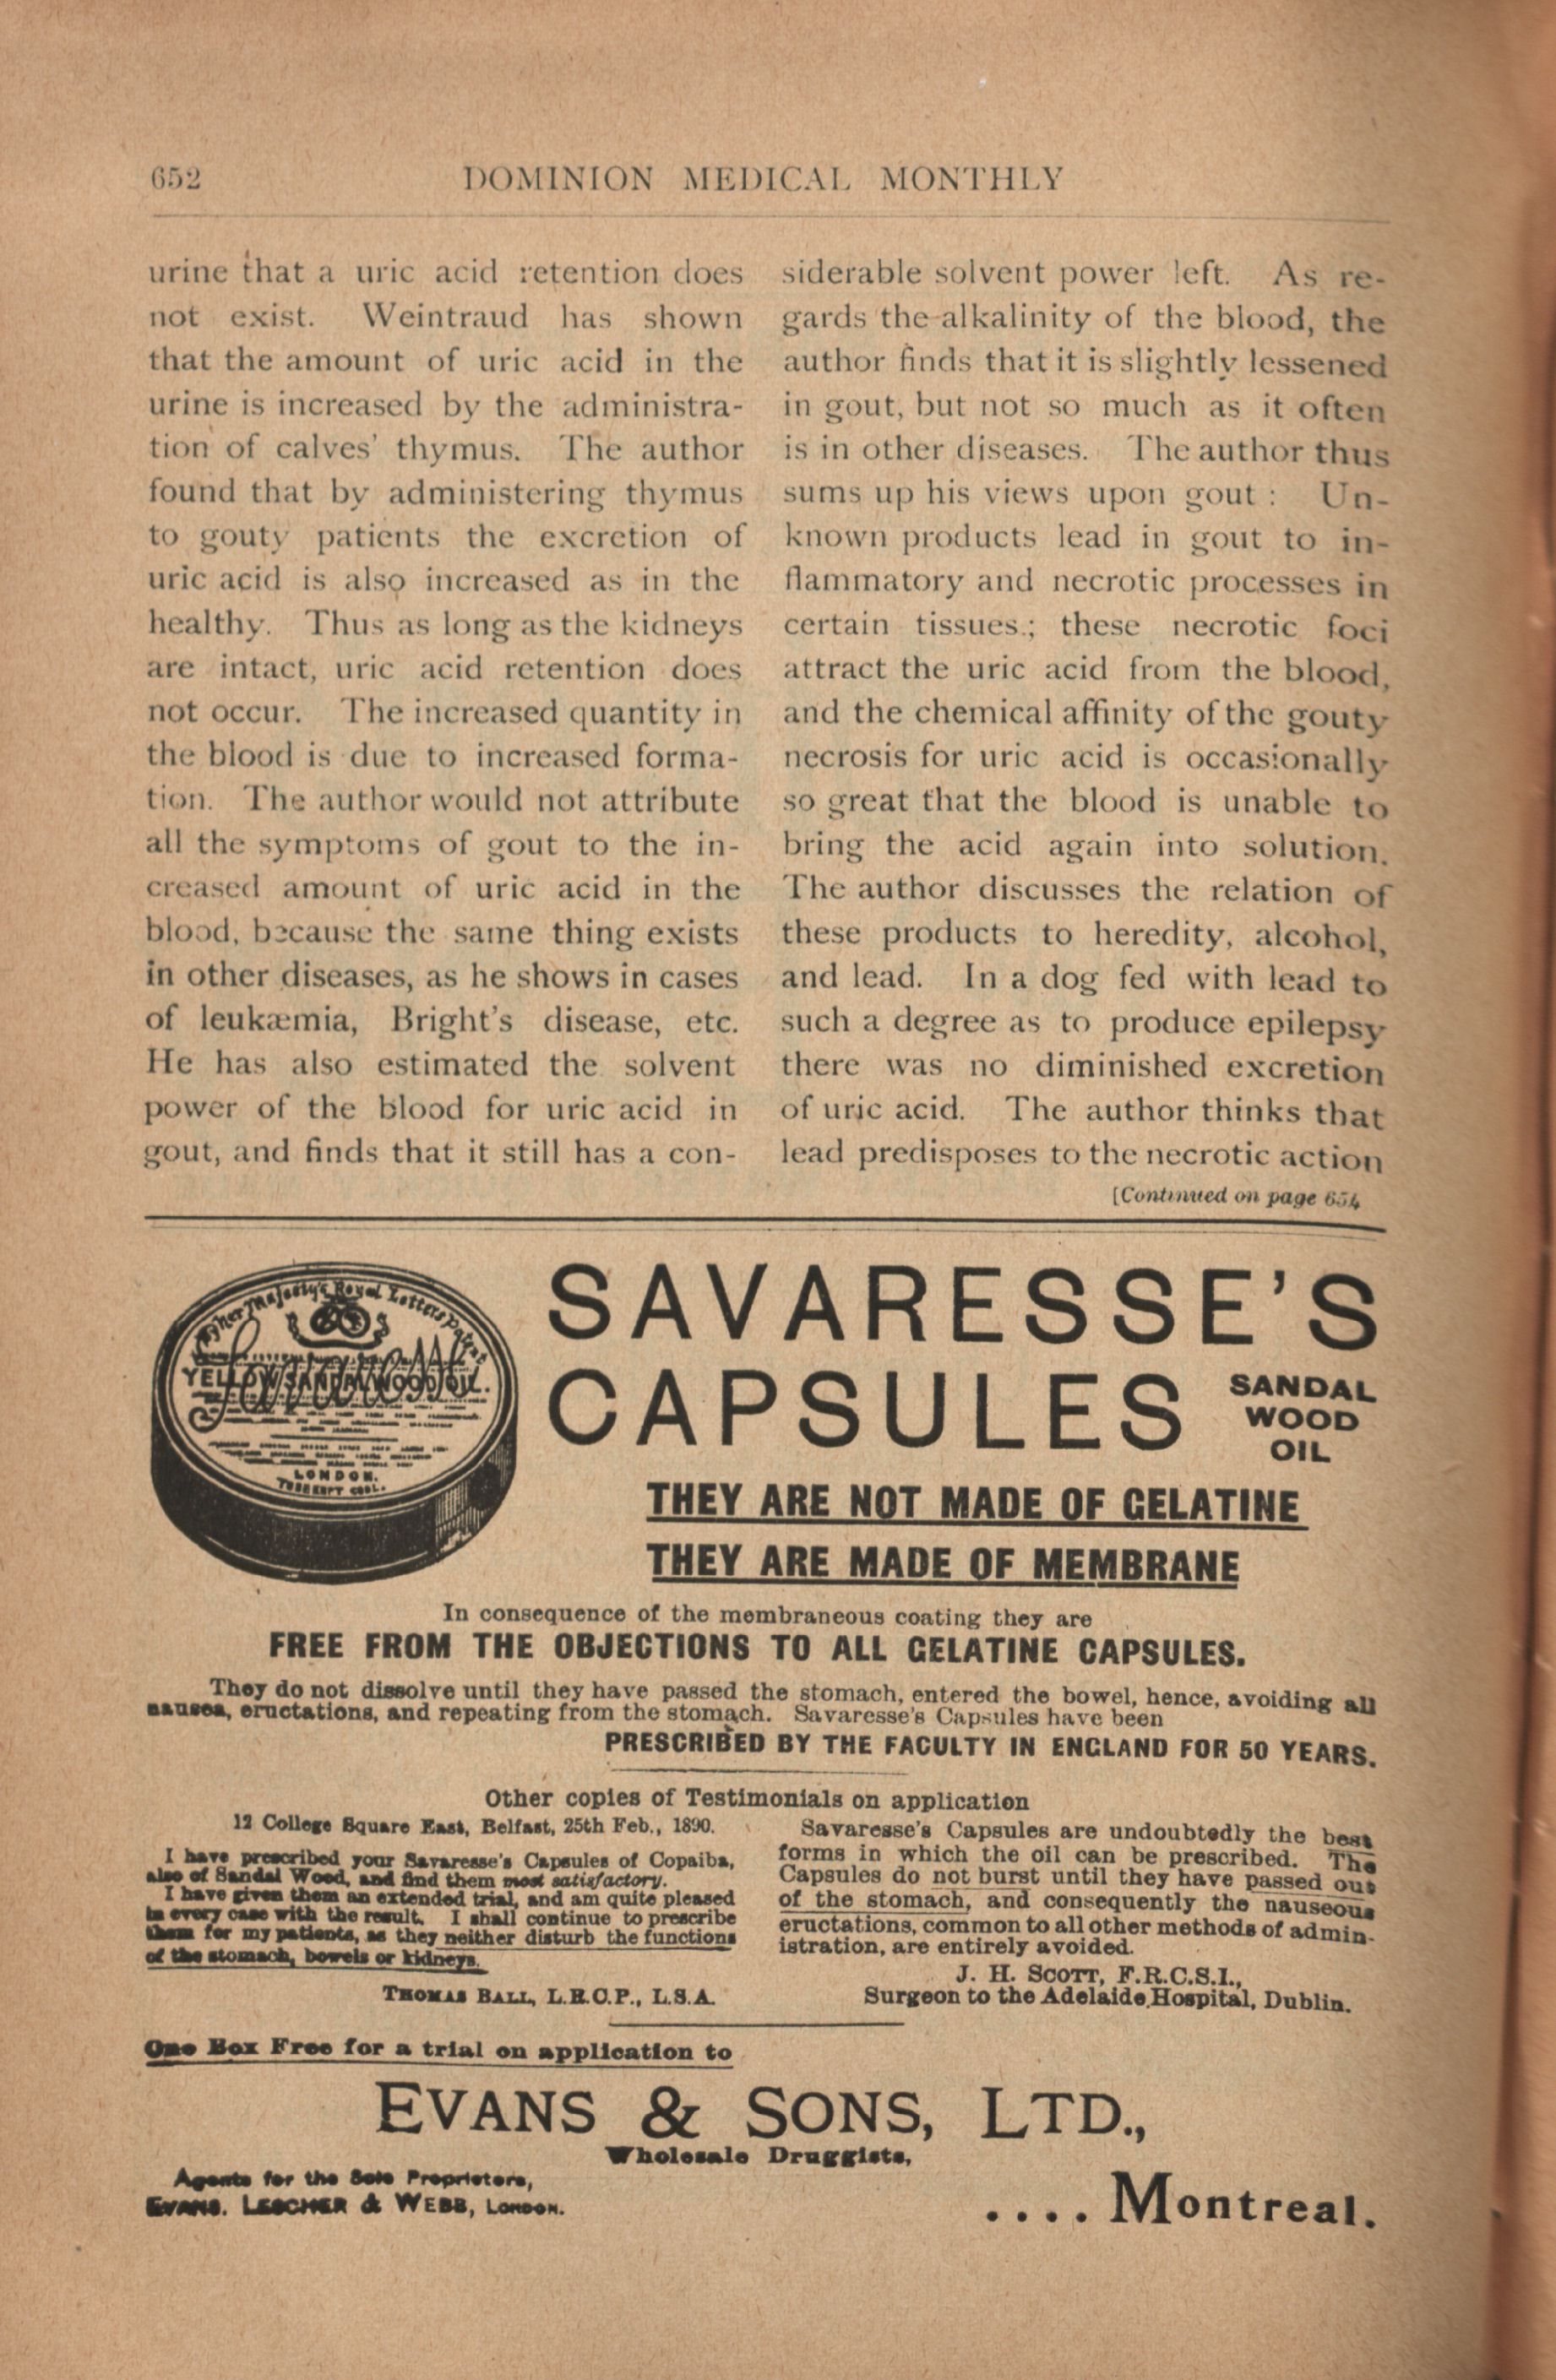 652 DOMINION MEDICAL MONTHLY
urine that a uric acid retention does
not exist. Weintraud has shown
that the amount of uric acid in the
urine is increased by the administra-
tion of calves' thymus. The author
found that by administering thymus
to gouty patients the excretion of
uric acid is also increased as in the
healthy. Thus as long as the kidneys
are intact, uric acid retention does
not occur. The increased quantity in
the blood is due to increased forma-
tion. The author would not attribute
all the symptoms of gout to the in-
creased amount of uric acid in the
blood, because the same thing exists
in other diseases, as he shows in cases
of leukæmia, Bright's disease, etc.
He has also estimated the solvent
power of the blood for uric acid in
gout, and finds that it still has a con-
siderable solvent power left. As re-
gards the alkalinity of the blood, the
author finds that it is slightly lessened
in gout, but not so much as it often
is in other diseases. The author thus
sums up his views upon gout : Un-
known products lead in gout to in-
flammatory and necrotic processes in
certain tissues.; these necrotic foci
attract the uric acid from the blood,
and the chemical affinity of the gouty
necrosis for uric acid is occasionally
so great that the blood is unable to
bring the acid again into solution.
The author discusses the relation of
these products to heredity, alcohol,
and lead. In a dog fed with lead to
such a degree as to produce epilepsy
there was no diminished excretion
of uric acid. The author thinks that
lead predisposes to the necrotic action
[Continued on page 654
By Her Majesty's Royal Letters Patent
YELLOW SANDAL WOOD OIL.
LONDON.
TO BE KEPT COOL.
SAVARESSE'S
CAPSULES
SANDAL
WOOD
OIL
THEY ARE NOT MADE OF GELATINE
THEY ARE MADE OF MEMBRANE
In consequence of the membraneous coating they are
FREE FROM THE OBJECTIONS TO ALL GELATINE CAPSULES.
They do not dissolve until they have passed the stomach, entered the bowel, hence, avoiding all
nausea, eructations, and repeating from the stomach. Savaresse's Capsules have been
PRESCRIBED BY THE FACULTY IN ENGLAND FOR 50 YEARS.
Other copies of Testimonials on application
12 College Square East, Belfast, 25th Feb., 1890.
I have prescribed your Savaresse's Capsules of Copaiba,
also of Sandal Wood, and find them most satisfactory.
I have given them an extended trial, and am quite pleased
in every case with the result. I shall continue to prescribe
them for my patients, as they neither disturb the functions
of the stomach, bowels or kidneys.
THOMAS BALL, L.R.C.P., L.S.A.
Savaresse's Capsules are undoubtedly the best
forms in which the oil can be prescribed. The
Capsules do not burst until they have passed out
of the stomach, and consequently the nauseous
eructations, common to all other methods of admin-
istration, are entirely avoided.
J. H. SCOTT, F.R.C.S.I.,
Surgeon to the Adelaide Hospital, Dublin.
One Box Free for a trial on application to
EVANS & SONS, LTD.,
Wholesale Druggists,
Agents for the Sole Proprietors,
EVANS, LESCHER & WEBB, LONDON.
.... Montreal.